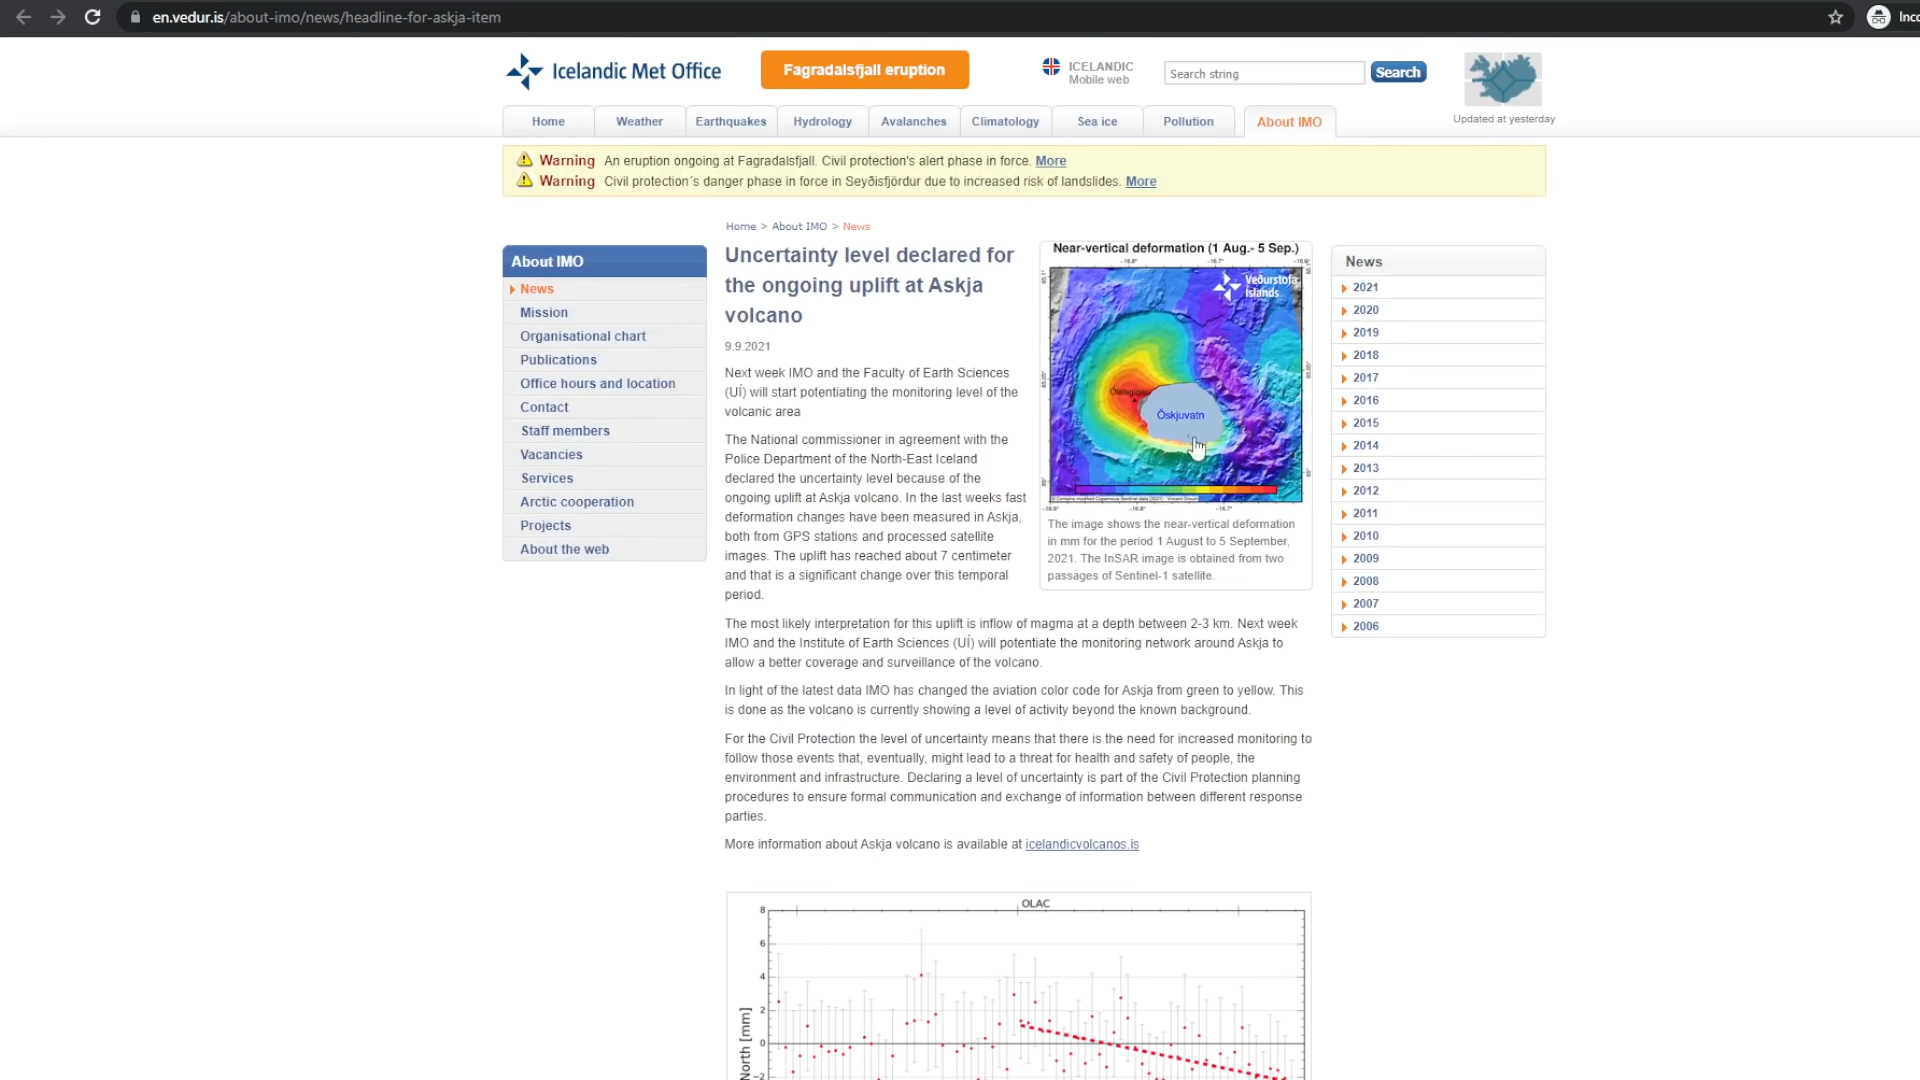 en.vedur.is/about-imo/news/headline-for-askja-item
Icelandic Met Office
Fagradalsfjall eruption
ICELANDIC
Mobile web
Search string
Search
Updated at yesterday
Home
Weather
Earthquakes
Hydrology
Avalanches
Climatology
Sea ice
Pollution
About IMO
Warning An eruption ongoing at Fagradalsfjall. Civil protection's alert phase in force. More
Warning Civil protection´s danger phase in force in Seyðisfjördur due to increased risk of landslides. More
Home > About IMO > News
About IMO
News
Mission
Organisational chart
Publications
Office hours and location
Contact
Staff members
Vacancies
Services
Arctic cooperation
Projects
About the web
Uncertainty level declared for
the ongoing uplift at Askja
volcano
9.9.2021
Next week IMO and the Faculty of Earth Sciences
(UÍ) will start potentiating the monitoring level of the
volcanic area
The National commissioner in agreement with the
Police Department of the North-East Iceland
declared the uncertainty level because of the
ongoing uplift at Askja volcano. In the last weeks fast
deformation changes have been measured in Askja,
both from GPS stations and processed satellite
images. The uplift has reached about 7 centimeter
and that is a significant change over this temporal
period.
Near-vertical deformation (1 Aug.- 5 Sep.)
Veðurstofa
Íslands
Öskjuvatn
The image shows the near-vertical deformation
in mm for the period 1 August to 5 September,
2021. The InSAR image is obtained from two
passages of Sentinel-1 satellite.
The most likely interpretation for this uplift is inflow of magma at a depth between 2-3 km. Next week
IMO and the Institute of Earth Sciences (UÍ) will potentiate the monitoring network around Askja to
allow a better coverage and surveillance of the volcano.
In light of the latest data IMO has changed the aviation color code for Askja from green to yellow. This
is done as the volcano is currently showing a level of activity beyond the known background.
For the Civil Protection the level of uncertainty means that there is the need for increased monitoring to
follow those events that, eventually, might lead to a threat for health and safety of people, the
environment and infrastructure. Declaring a level of uncertainty is part of the Civil Protection planning
procedures to ensure formal communication and exchange of information between different response
parties.
More information about Askja volcano is available at icelandicvolcanos.is
News
2021
2020
2019
2018
2017
2016
2015
2014
2013
2012
2011
2010
2009
2008
2007
2006
OLAC
8
6
4
2
0
−2
North [mm]